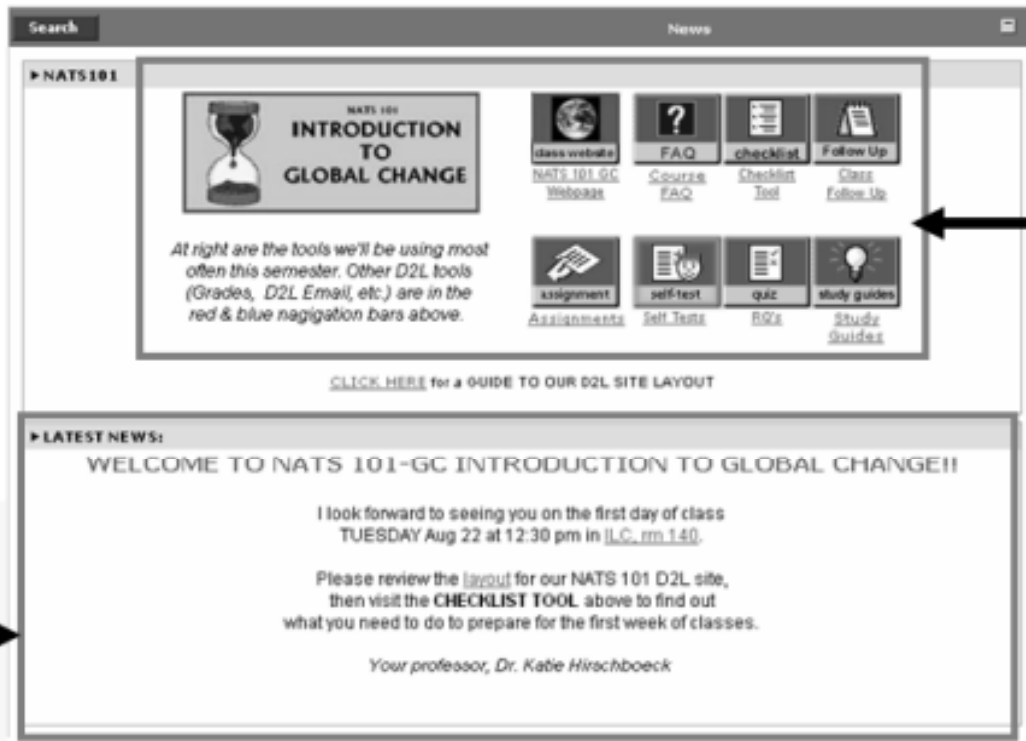 Search
News
NATS101
NATS 101
INTRODUCTION
TO
GLOBAL CHANGE
class website
FAQ
checklist
Follow Up
NATS 101 GC
Webpage
Course
FAQ
Checklist
Tool
Class
Follow Up
At right are the tools we'll be using most
often this semester. Other D2L tools
(Grades, D2L Email, etc.) are in the
red & blue nagigation bars above.
assignment
self-test
quiz
study guides
Assignments
Self Tests
RQ's
Study
Guides
CLICK HERE for a GUIDE TO OUR D2L SITE LAYOUT
LATEST NEWS:
WELCOME TO NATS 101-GC INTRODUCTION TO GLOBAL CHANGE!!
I look forward to seeing you on the first day of class
TUESDAY Aug 22 at 12:30 pm in ILC, rm 140.
Please review the layout for our NATS 101 D2L site,
then visit the CHECKLIST TOOL above to find out
what you need to do to prepare for the first week of classes.
Your professor, Dr. Katie Hirschboeck